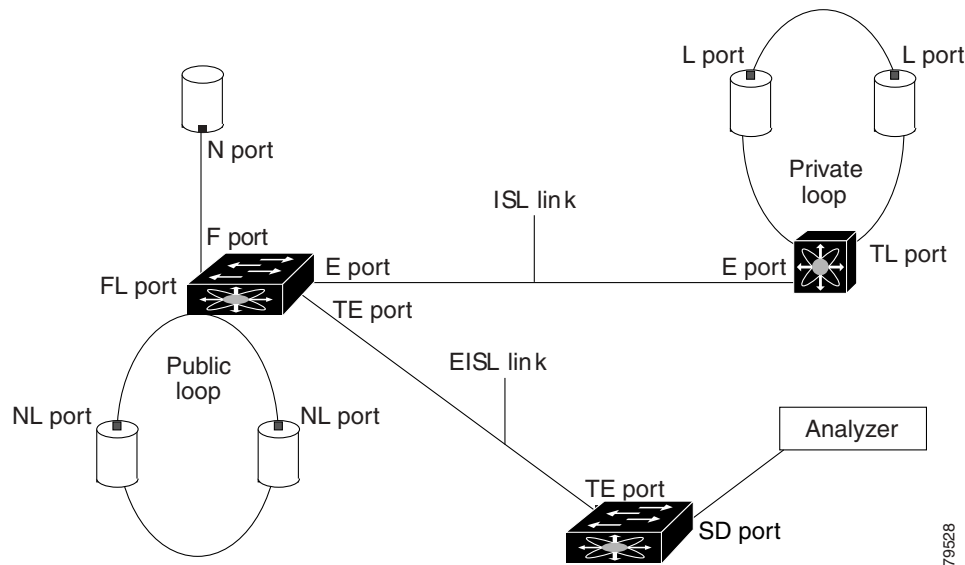 L port
L port
N port
Private
loop
ISL link
F port
E port
E port
TL port
FL port
TE port
Public
loop
EISL link
NL port
NL port
Analyzer
TE port
SD port
79528